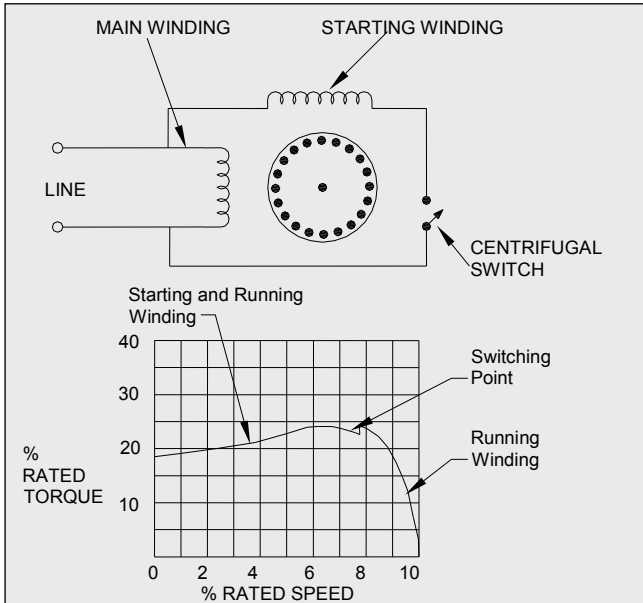 MAIN WINDING
STARTING WINDING
LINE
CENTRIFUGAL
SWITCH
Starting and Running
Winding
40
30
20
10
Switching
Point
Running
Winding
%
RATED
TORQUE
0 2 4 6 8 10
% RATED SPEED